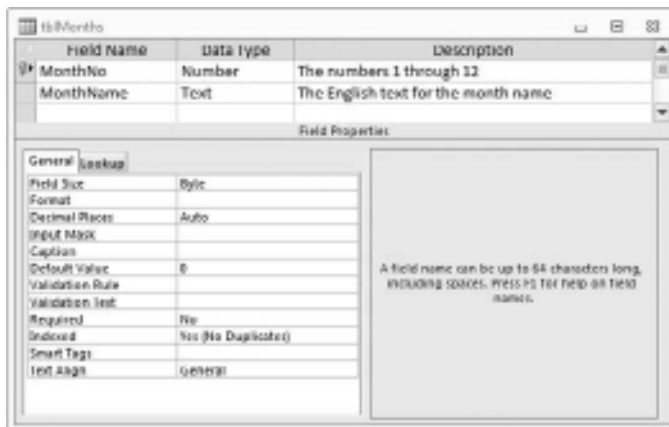 tblMonths
Field Name Data Type Description
MonthNo Number The numbers 1 through 12
MonthName Text The English text for the month name
Field Properties
General Lookup
Field Size Byte
Format
Decimal Places Auto
Input Mask
Caption
Default Value 0
Validation Rule
Validation Text
Required No
Indexed Yes (No Duplicates)
Smart Tags
Text Align General
A field name can be up to 64 characters long,
including spaces. Press F1 for help on field
names.